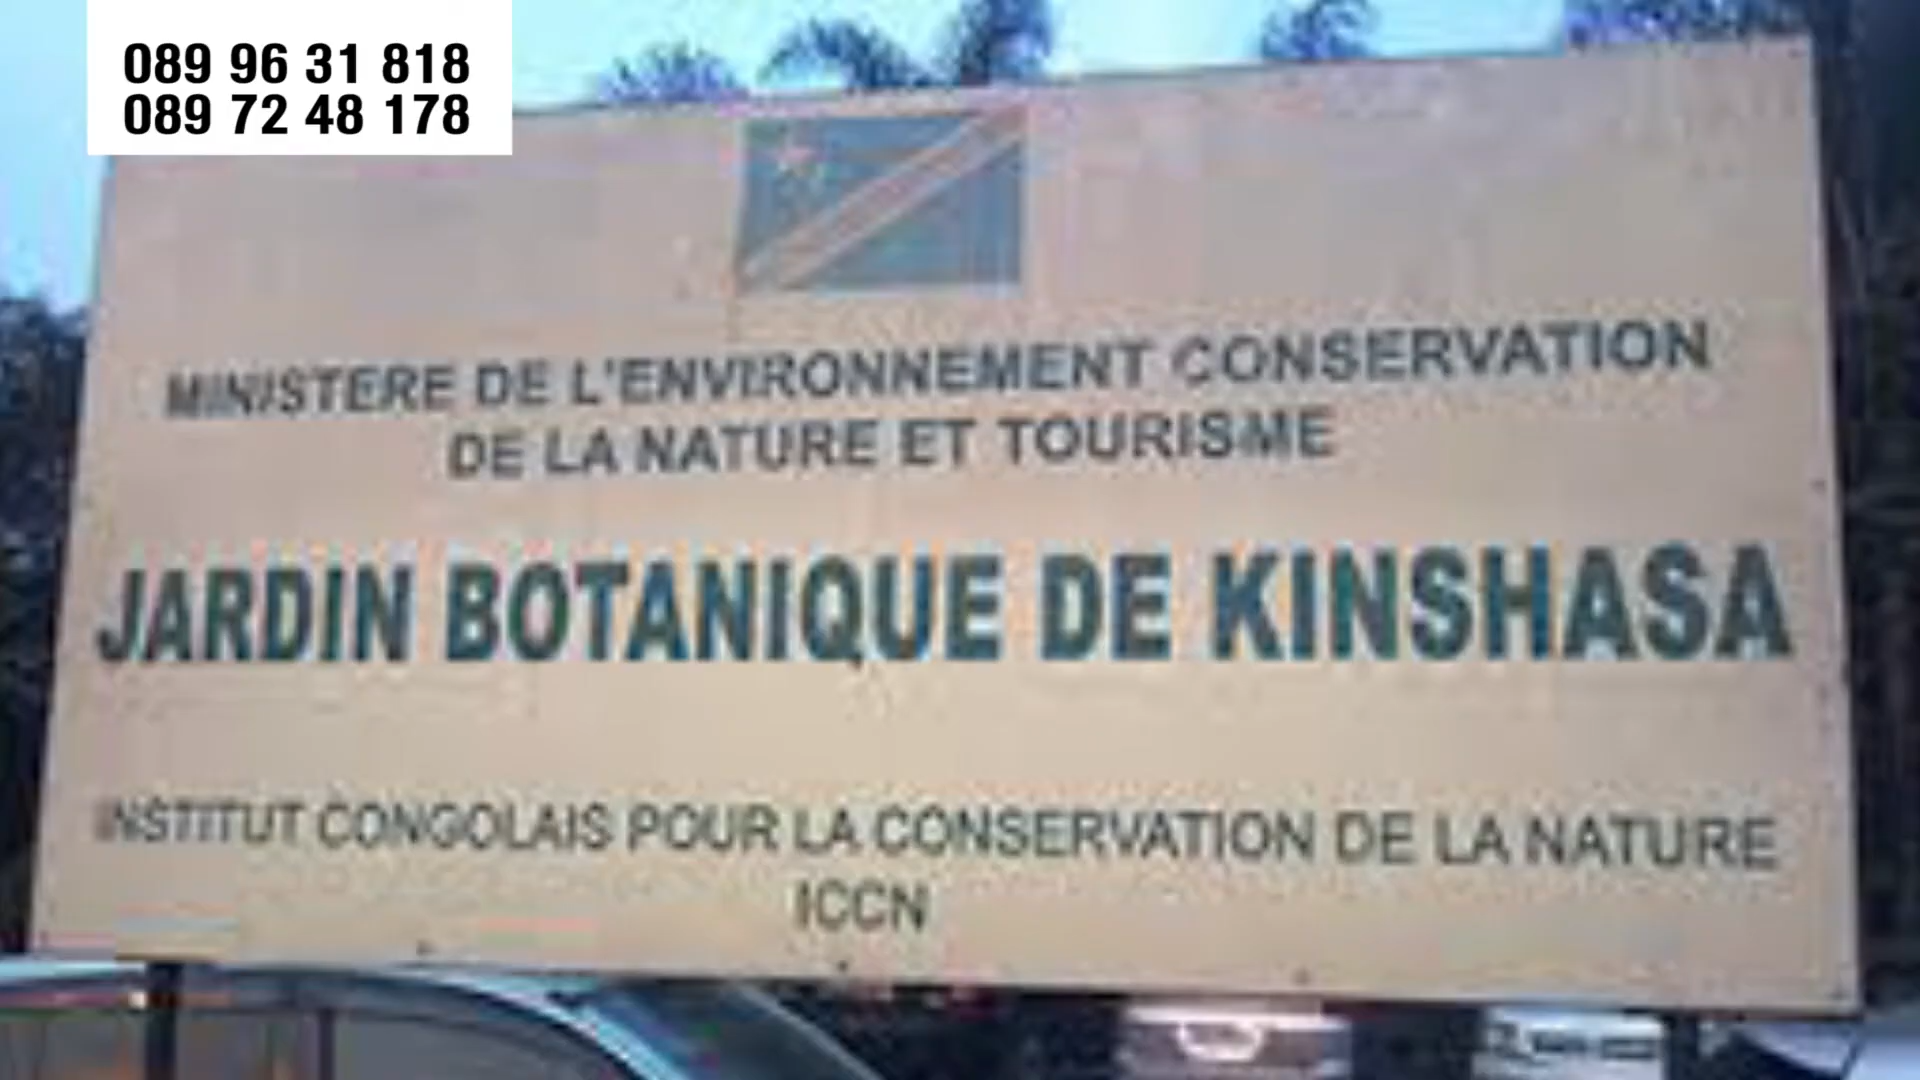 089 96 31 818
089 72 48 178
MINISTERE DE L'ENVIRONNEMENT CONSERVATION
DE LA NATURE ET TOURISME
JARDIN BOTANIQUE DE KINSHASA
INSTITUT CONGOLAIS POUR LA CONSERVATION DE LA NATURE
ICCN